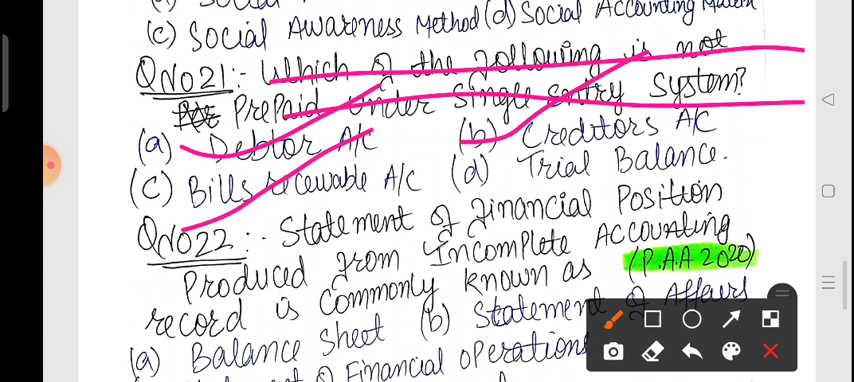 (c) Social Awareness Method (d) Social Accounting
QNO21:- Which of the following is not
Prepaid under single entry System?
(a) Debtor A/c (b) Creditors A/c
(c) Bills recewable A/c (d) Trial Balance.
QNO22:- Statement of Financial Position
Produced from Incomplete Accounting
record is commonly known as (P.A.A 2020)
(a) Balance Sheet (b) Statement of Affairs
of Financial Operations